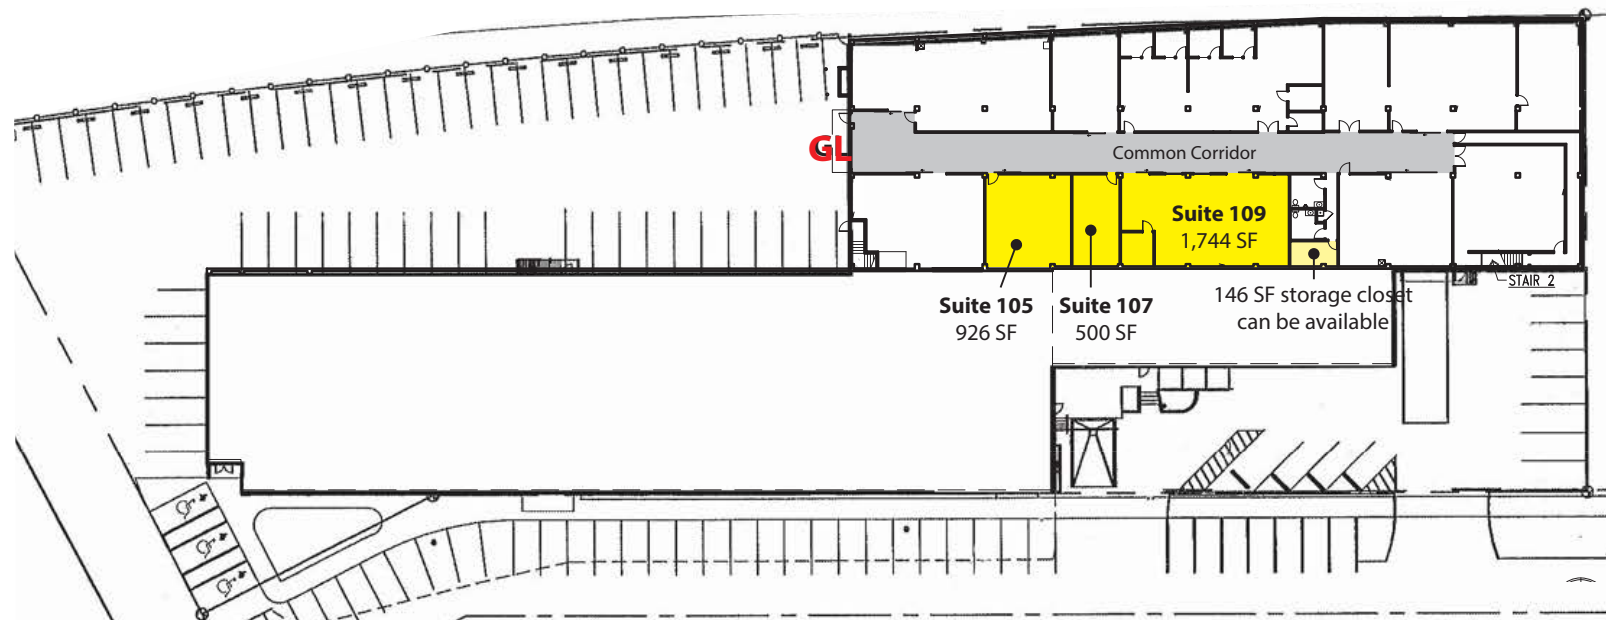 GL
Common Corridor
Suite 109
1,744 SF
STAIR 2
Suite 105
926 SF
Suite 107
500 SF
146 SF storage closet
can be available